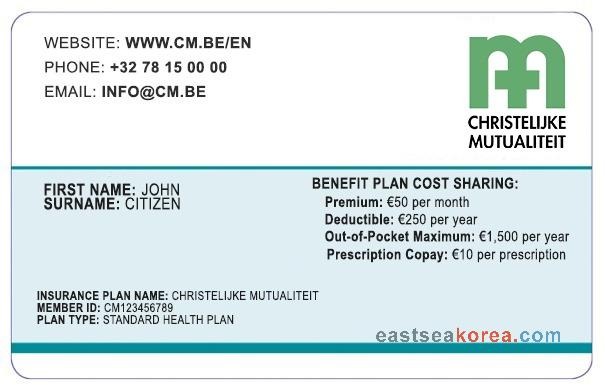 WEBSITE: WWW.CM.BE/EN
PHONE: +32 78 15 00 00
EMAIL: INFO@CM.BE
CHRISTELIJKE
MUTUALITEIT
FIRST NAME: JOHN
SURNAME: CITIZEN
BENEFIT PLAN COST SHARING:
Premium: €50 per month
Deductible: €250 per year
Out-of-Pocket Maximum: €1,500 per year
Prescription Copay: €10 per prescription
INSURANCE PLAN NAME: CHRISTELIJKE MUTUALITEIT
MEMBER ID: CM123456789
PLAN TYPE: STANDARD HEALTH PLAN
eastseakorea.com